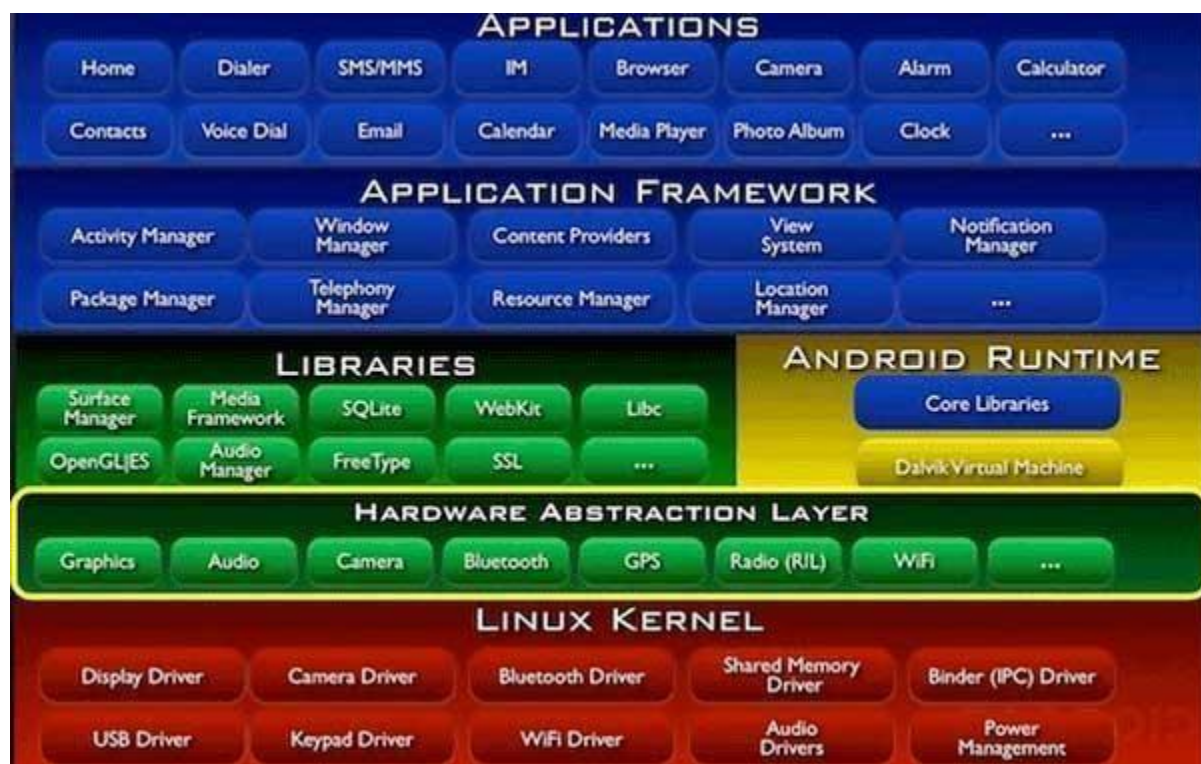 APPLICATIONS
Home Dialer SMS/MMS IM Browser Camera Alarm Calculator
Contacts Voice Dial Email Calendar Media Player Photo Album Clock ...
APPLICATION FRAMEWORK
Activity Manager Window Manager Content Providers View System Notification Manager
Package Manager Telephony Manager Resource Manager Location Manager ...
LIBRARIES ANDROID RUNTIME
Surface Manager Media Framework SQLite WebKit Libc Core Libraries
OpenGL|ES Audio Manager FreeType SSL ... Dalvik Virtual Machine
HARDWARE ABSTRACTION LAYER
Graphics Audio Camera Bluetooth GPS Radio (RIL) WiFi ...
LINUX KERNEL
Display Driver Camera Driver Bluetooth Driver Shared Memory Driver Binder (IPC) Driver
USB Driver Keypad Driver WiFi Driver Audio Drivers Power Management